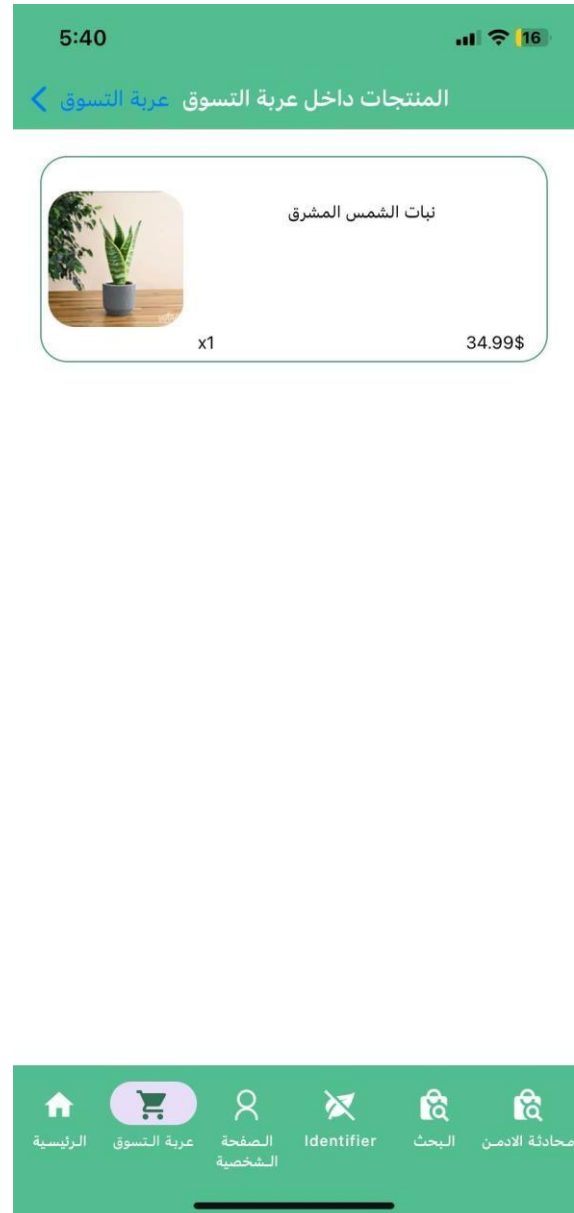 5:40
16
المنتجات داخل عربة التسوق
عربة التسوق
نبات الشمس المشرق
x1
34.99$
الرئيسية
عربة التسوق
الصفحة
الشخصية
Identifier
البحث
محادثة الادمن